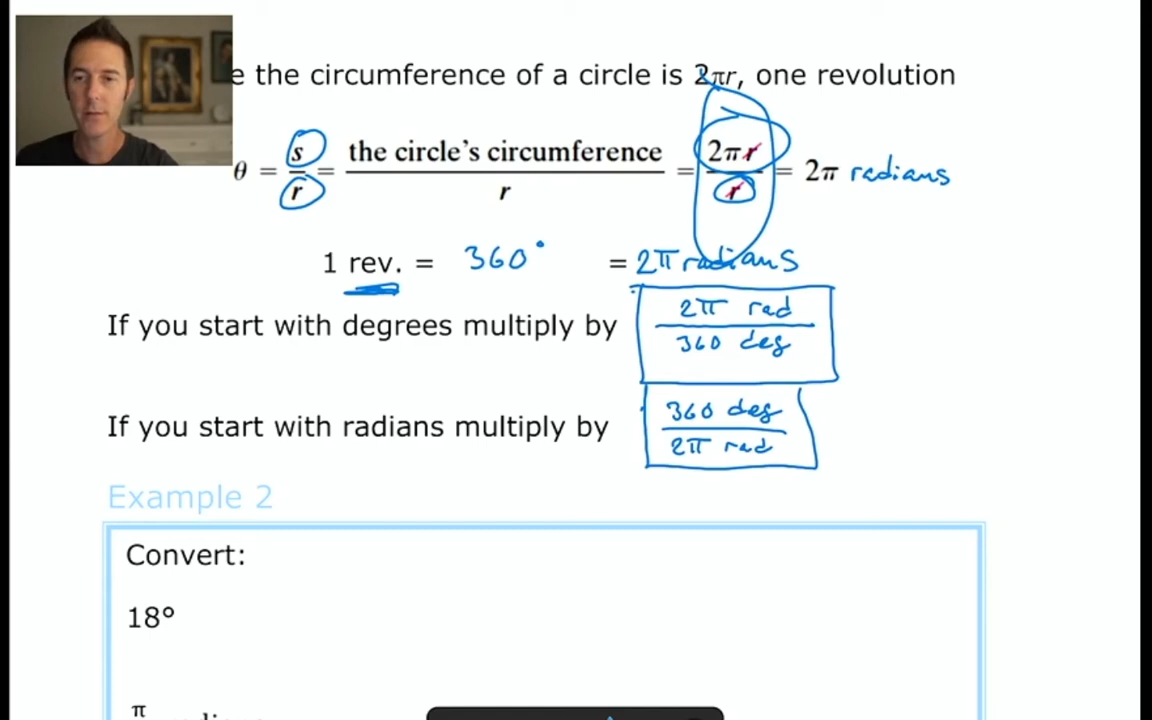 e the circumference of a circle is 2πr, one revolution
θ = s/r = the circle's circumference/r = 2πr/r = 2π radians
1 rev. = 360° = 2π radians
If you start with degrees multiply by 2π rad/360 deg
If you start with radians multiply by 360 deg/2π rad
Example 2
Convert:
18°
π